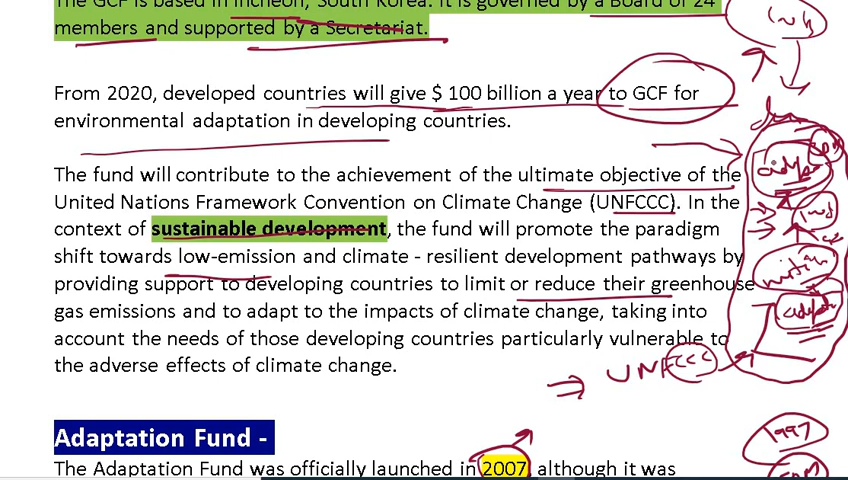 The GCF is based in Incheon, South Korea. It is governed by a Board of 24
members and supported by a Secretariat.
From 2020, developed countries will give $ 100 billion a year to GCF for
environmental adaptation in developing countries.
The fund will contribute to the achievement of the ultimate objective of the
United Nations Framework Convention on Climate Change (UNFCCC). In the
context of sustainable development, the fund will promote the paradigm
shift towards low-emission and climate - resilient development pathways by
providing support to developing countries to limit or reduce their greenhouse
gas emissions and to adapt to the impacts of climate change, taking into
account the needs of those developing countries particularly vulnerable to
the adverse effects of climate change.
UNFCCC
Adaptation Fund -
1997
The Adaptation Fund was officially launched in 2007, although it was